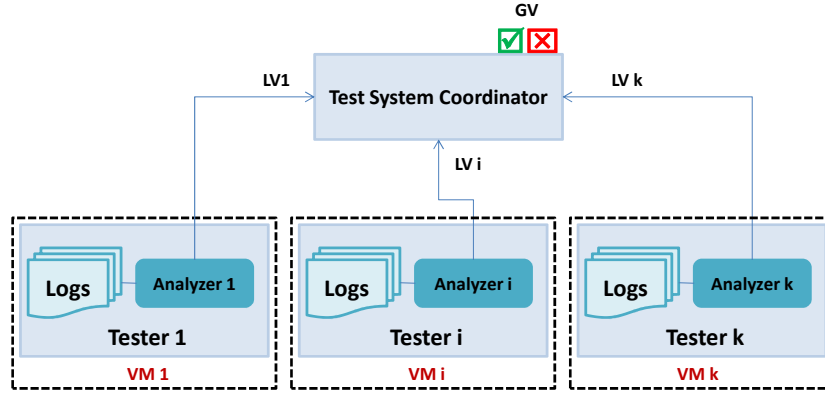 GV
LV1
LV k
Test System Coordinator
LV i
Logs
Analyzer 1
Logs
Analyzer i
Logs
Analyzer k
Tester 1
Tester i
Tester k
VM 1
VM i
VM k